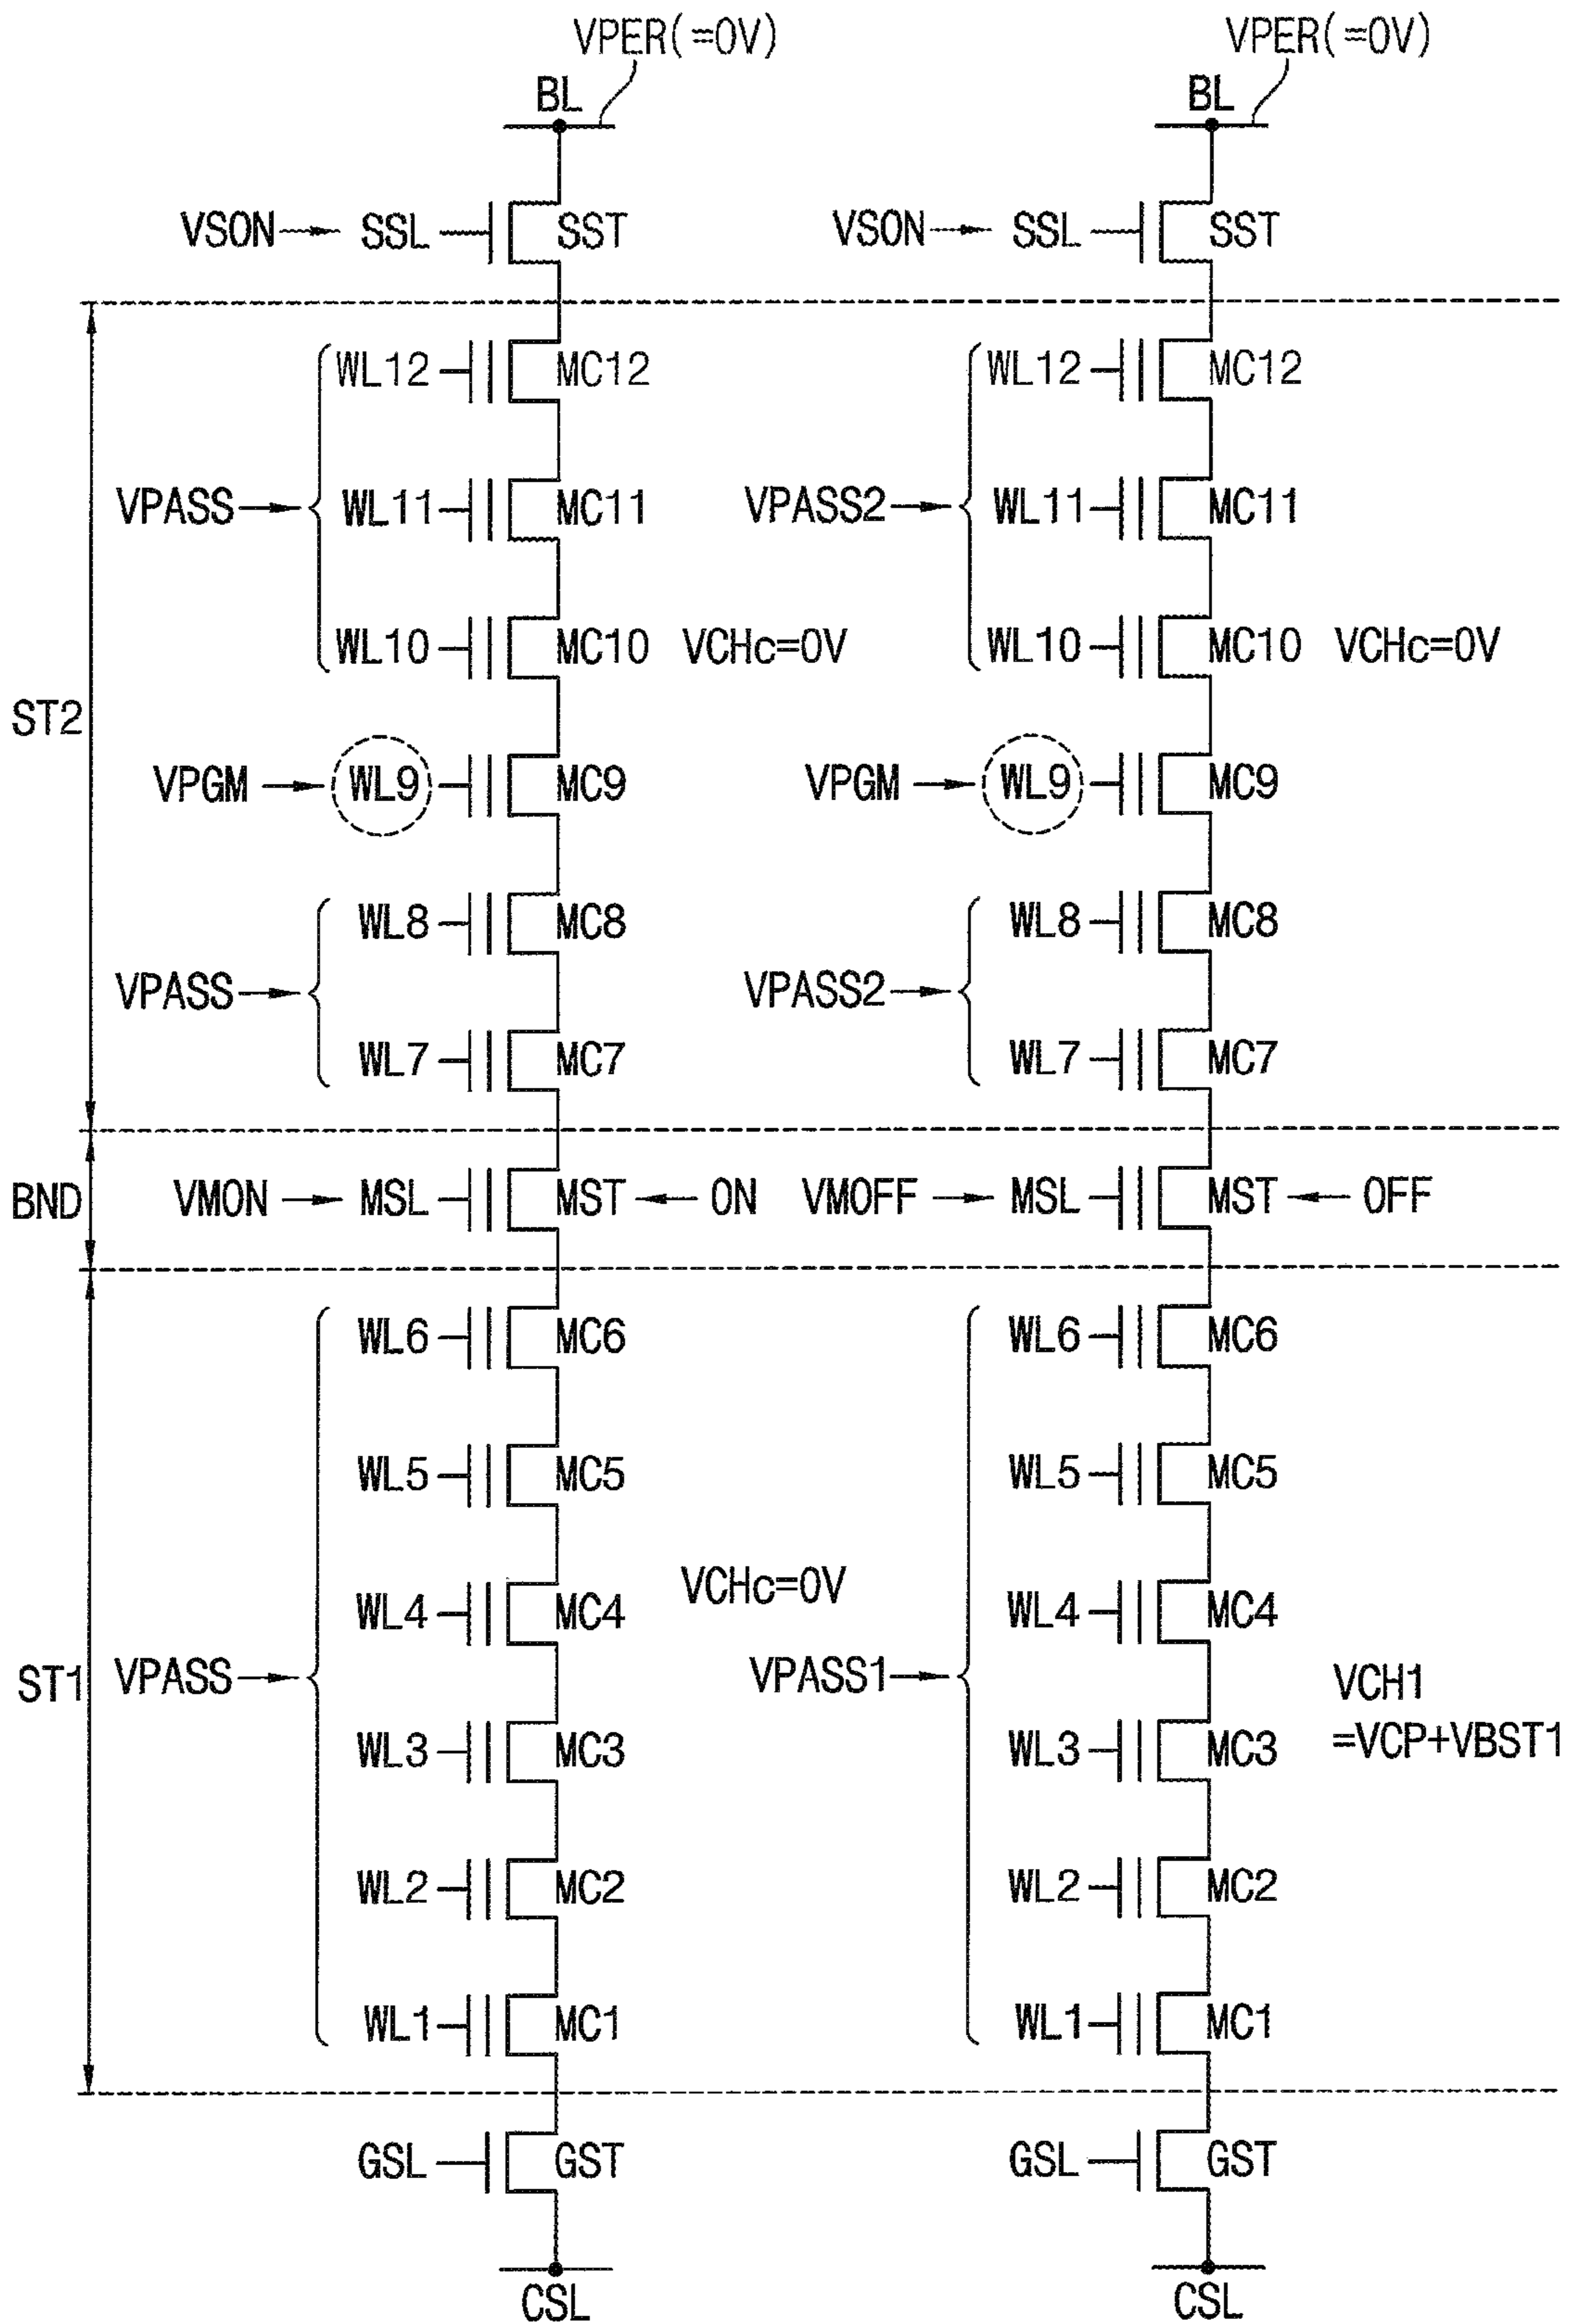 VPER(=0V) VPER(=0V)
BL BL
VSON SSL SST VSON SSL SST
WL12 MC12 WL12 MC12
VPASS WL11 MC11 VPASS2 WL11 MC11
WL10 MC10 VCHc=0V WL10 MC10 VCHc=0V
ST2
VPGM WL9 MC9 VPGM WL9 MC9
WL8 MC8 WL8 MC8
VPASS VPASS2
WL7 MC7 WL7 MC7
BND VMON MSL MST ON VMOFF MSL MST OFF
WL6 MC6 WL6 MC6
WL5 MC5 WL5 MC5
VCHc=0V
WL4 MC4 WL4 MC4
ST1 VPASS VPASS1 VCH1
WL3 MC3 WL3 MC3 =VCP+VBST1
WL2 MC2 WL2 MC2
WL1 MC1 WL1 MC1
GSL GST GSL GST
CSL CSL